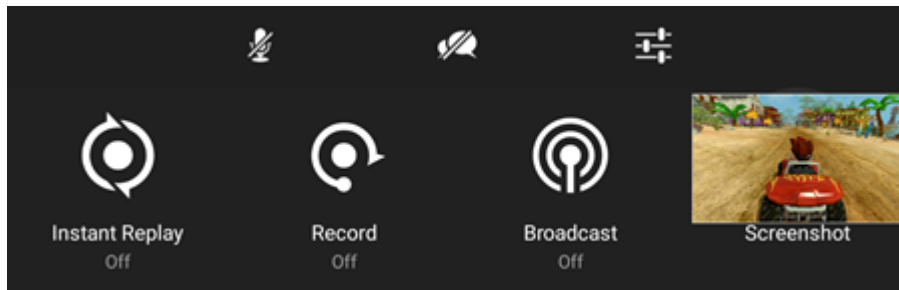 Instant Replay
Off
Record
Off
Broadcast
Off
Screenshot